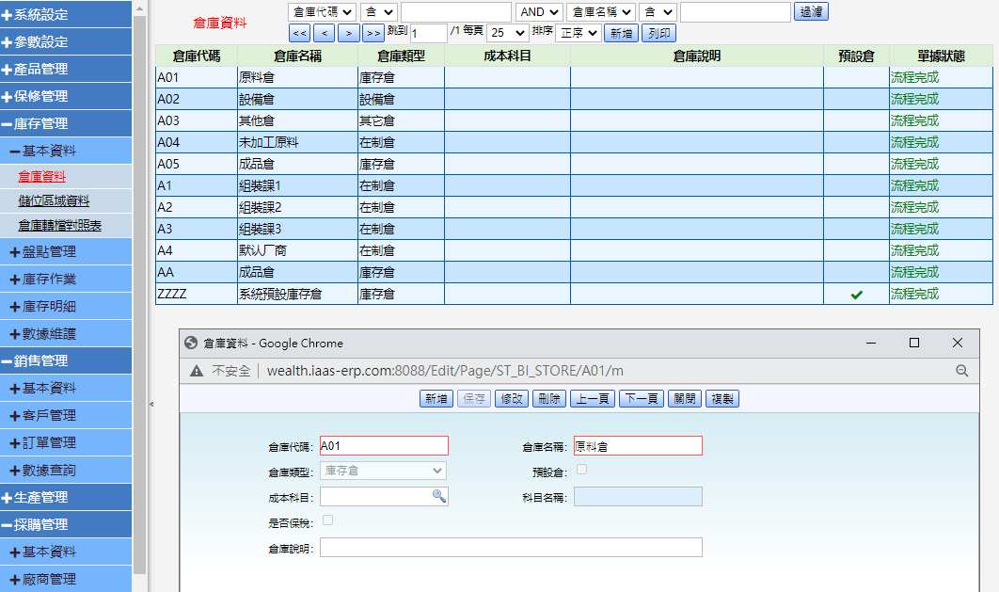 系統設定
參數設定
產品管理
保修管理
庫存管理
基本資料
倉庫資料
儲位區域資料
倉庫轉檔對照表
盤點管理
庫存作業
庫存明細
數據維護
銷售管理
基本資料
客戶管理
訂單管理
數據查詢
生產管理
採購管理
基本資料
廠商管理
倉庫資料
倉庫代碼 含 AND 倉庫名稱 含 過濾
<< < > >> 跳到 1 /1 每頁 25 排序 正序 新增 列印
倉庫代碼 倉庫名稱 倉庫類型 成本科目 倉庫說明 預設倉 單據狀態
A01 原料倉 庫存倉 流程完成
A02 設備倉 設備倉 流程完成
A03 其他倉 其它倉 流程完成
A04 未加工原料 在制倉 流程完成
A05 成品倉 庫存倉 流程完成
A1 組裝課1 在制倉 流程完成
A2 組裝課2 在制倉 流程完成
A3 組裝課3 在制倉 流程完成
A4 默认厂商 在制倉 流程完成
AA 成品倉 庫存倉 流程完成
ZZZZ 系統預設庫存倉 庫存倉 流程完成
倉庫資料 - Google Chrome
不安全 | wealth.iaas-erp.com:8088/Edit/Page/ST_BI_STORE/A01/m
新增 保存 修改 刪除 上一頁 下一頁 關閉 複製
倉庫代碼: A01 倉庫名稱: 原料倉
倉庫類型: 庫存倉 預設倉:
成本科目: 科目名稱:
是否保稅:
倉庫說明: